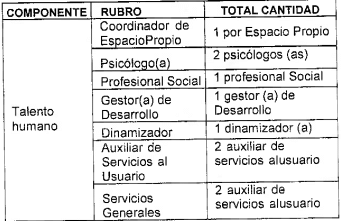 COMPONENTE RUBRO TOTAL CANTIDAD
Talento humano
Coordinador de EspacioPropio 1 por Espacio Propio
Psicólogo(a) 2 psicólogos (as)
Profesional Social 1 profesional Social
Gestor(a) de Desarrollo 1 gestor (a) de Desarrollo
Dinamizador 1 dinamizador (a)
Auxiliar de Servicios al Usuario 2 auxiliar de servicios alusuario
Servicios Generales 2 auxiliar de servicios alusuario